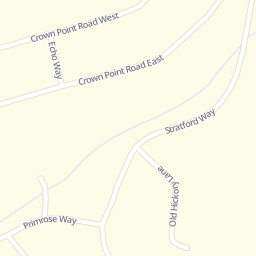 Crown Point Road West
Echo Way
Crown Point Road East
Stratford Way
Old Hickory Lane
Primrose Way